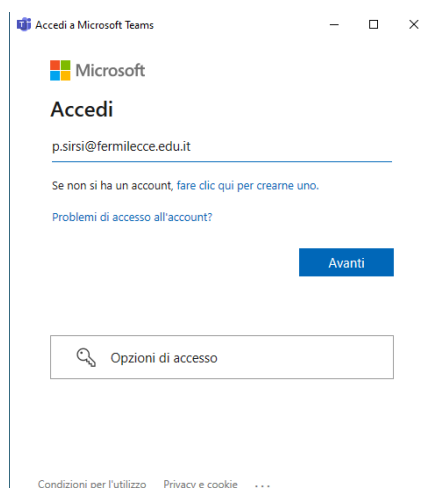 Accedi a Microsoft Teams
Microsoft
Accedi
p.sirsi@fermilecce.edu.it
Se non si ha un account, fare clic qui per crearne uno.
Problemi di accesso all'account?
Avanti
Opzioni di accesso
Condizioni per l'utilizzo Privacy e cookie ...